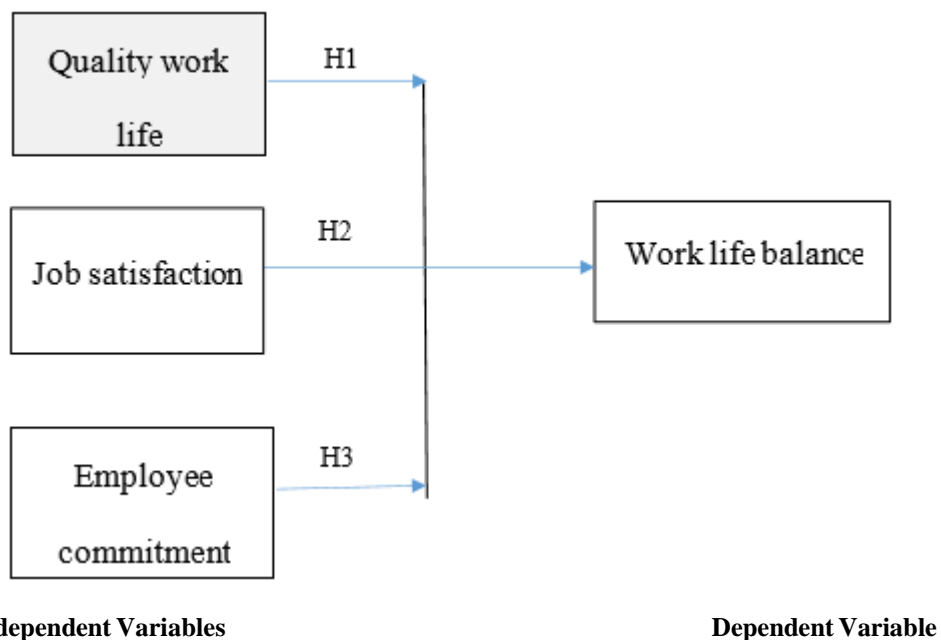 Quality work
life
H1
Job satisfaction
H2
Work life balance
Employee
commitment
H3
dependent Variables
Dependent Variable